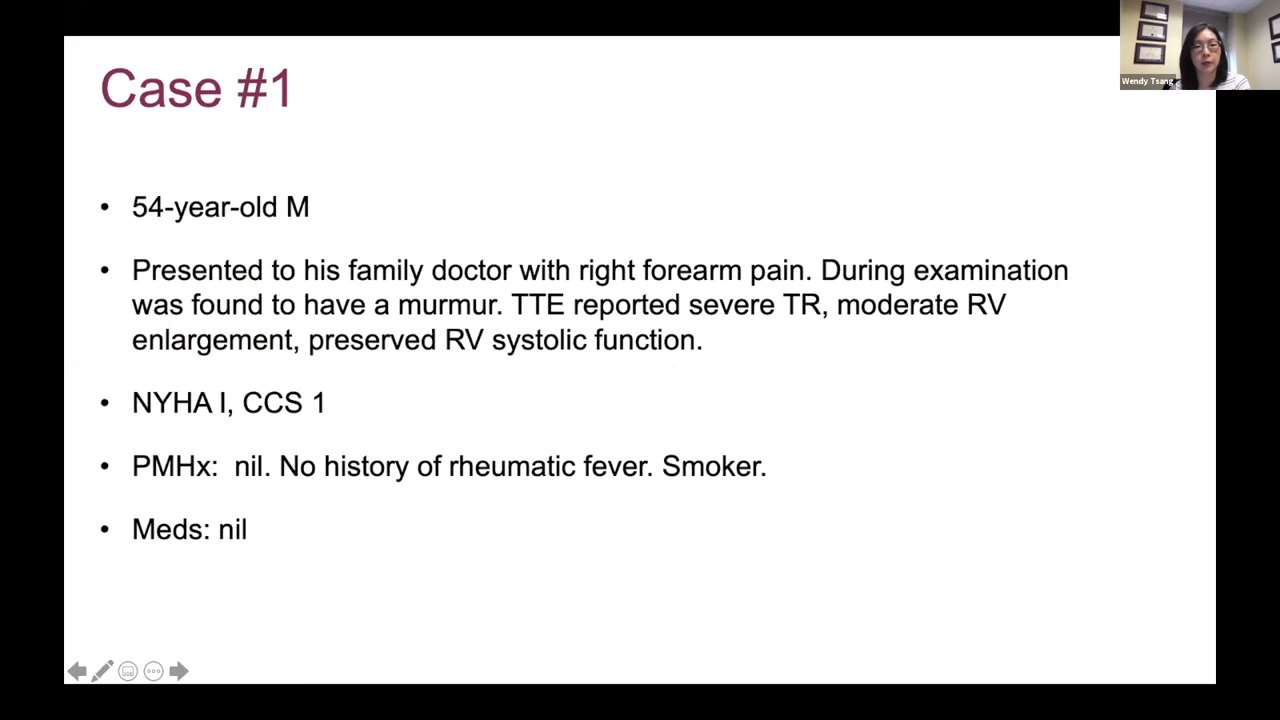 Wendy Tsang
Case #1
• 54-year-old M
• Presented to his family doctor with right forearm pain. During examination
was found to have a murmur. TTE reported severe TR, moderate RV
enlargement, preserved RV systolic function.
• NYHA I, CCS 1
• PMHx:  nil. No history of rheumatic fever. Smoker.
• Meds: nil